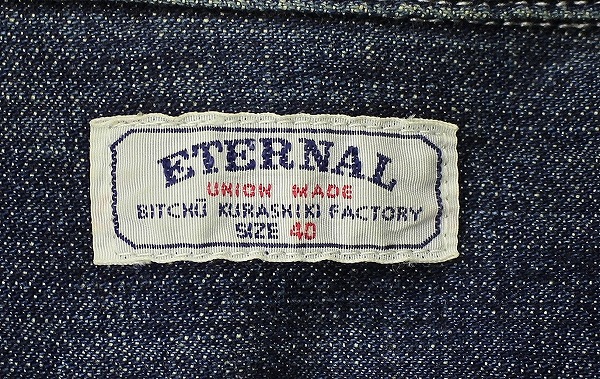 ETERNAL
UNION MADE
BITCHŪ KURASHIKI FACTORY
SIZE 40